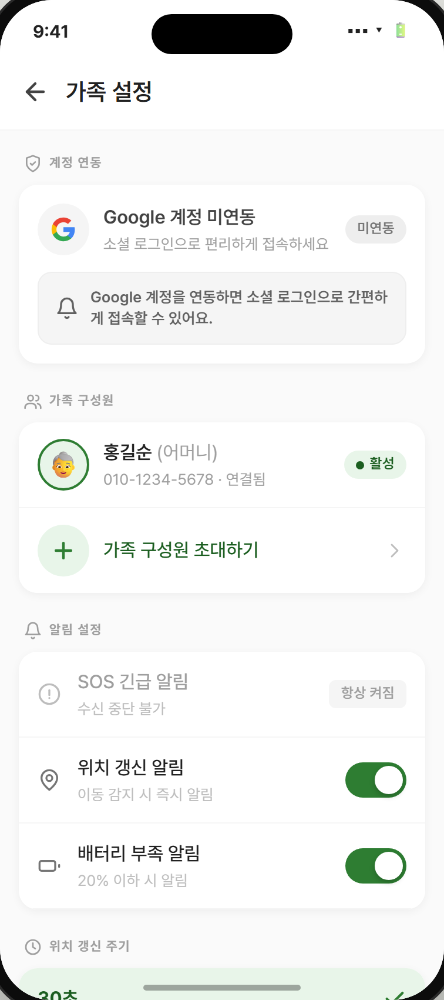 9:41
가족 설정
계정 연동
Google 계정 미연동
소셜 로그인으로 편리하게 접속하세요
미연동
Google 계정을 연동하면 소셜 로그인으로 간편하
게 접속할 수 있어요.
가족 구성원
홍길순 (어머니)
010-1234-5678 · 연결됨
활성
가족 구성원 초대하기
알림 설정
SOS 긴급 알림
수신 중단 불가
항상 켜짐
위치 갱신 알림
이동 감지 시 즉시 알림
배터리 부족 알림
20% 이하 시 알림
위치 갱신 주기
30초